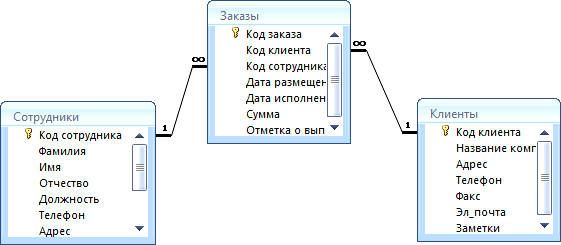 Заказы
Код заказа
Код клиента
Код сотрудника
Дата размещен
Дата исполнен
Сумма
Отметка о вып
∞
∞
1
1
Сотрудники
Код сотрудника
Фамилия
Имя
Отчество
Должность
Телефон
Адрес
Клиенты
Код клиента
Название комп
Адрес
Телефон
Факс
Эл_почта
Заметки